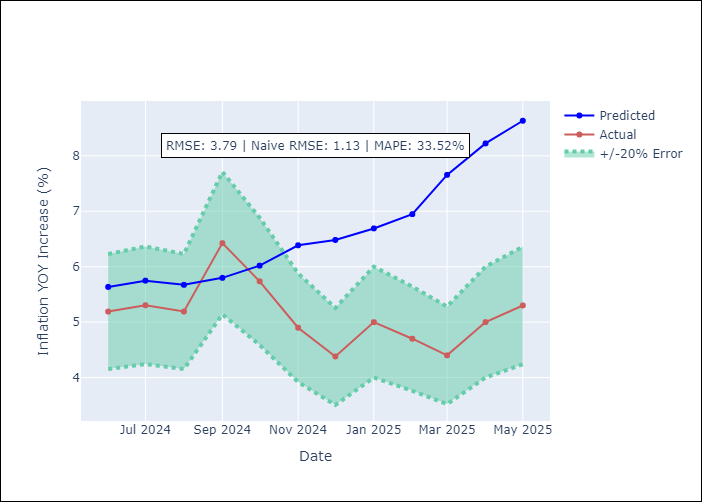 Predicted
Actual
+/-20% Error
RMSE: 3.79 | Naive RMSE: 1.13 | MAPE: 33.52%
Inflation YOY Increase (%)
8
7
6
5
4
Jul 2024
Sep 2024
Nov 2024
Jan 2025
Mar 2025
May 2025
Date